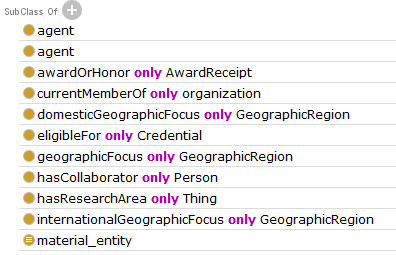 SubClass Of
agent
agent
awardOrHonor only AwardReceipt
currentMemberOf only organization
domesticGeographicFocus only GeographicRegion
eligibleFor only Credential
geographicFocus only GeographicRegion
hasCollaborator only Person
hasResearchArea only Thing
internationalGeographicFocus only GeographicRegion
material_entity